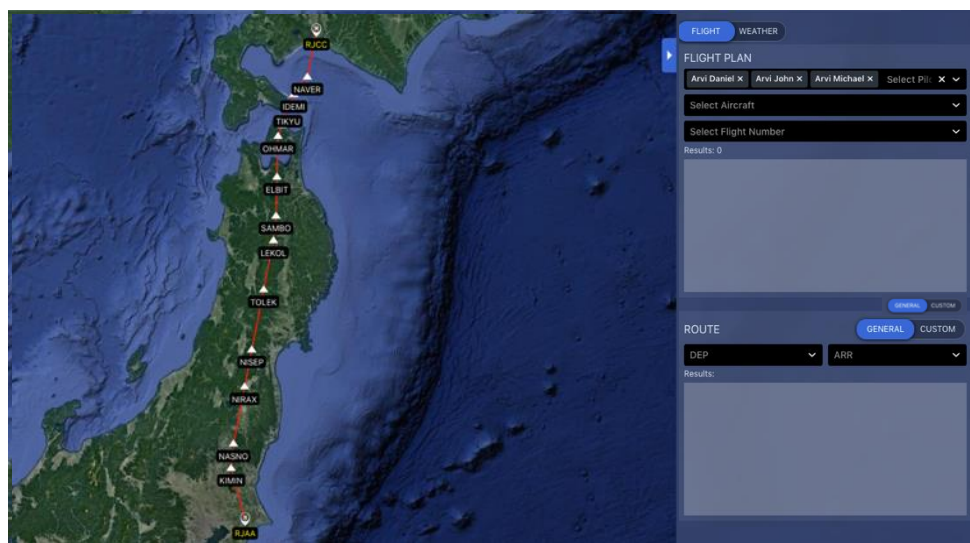 RJCC
NAVER
IDEMI
TIKYU
OHMAR
ELBIT
SAMBO
LEKOL
TOLEK
NISEP
NIRAX
NASNO
KIMIN
RJAA
FLIGHT WEATHER
FLIGHT PLAN
Arvi Daniel × Arvi John × Arvi Michael × Select Pil
Select Aircraft
Select Flight Number
Results: 0
GENERAL CUSTOM
ROUTE GENERAL CUSTOM
DEP ARR
Results: